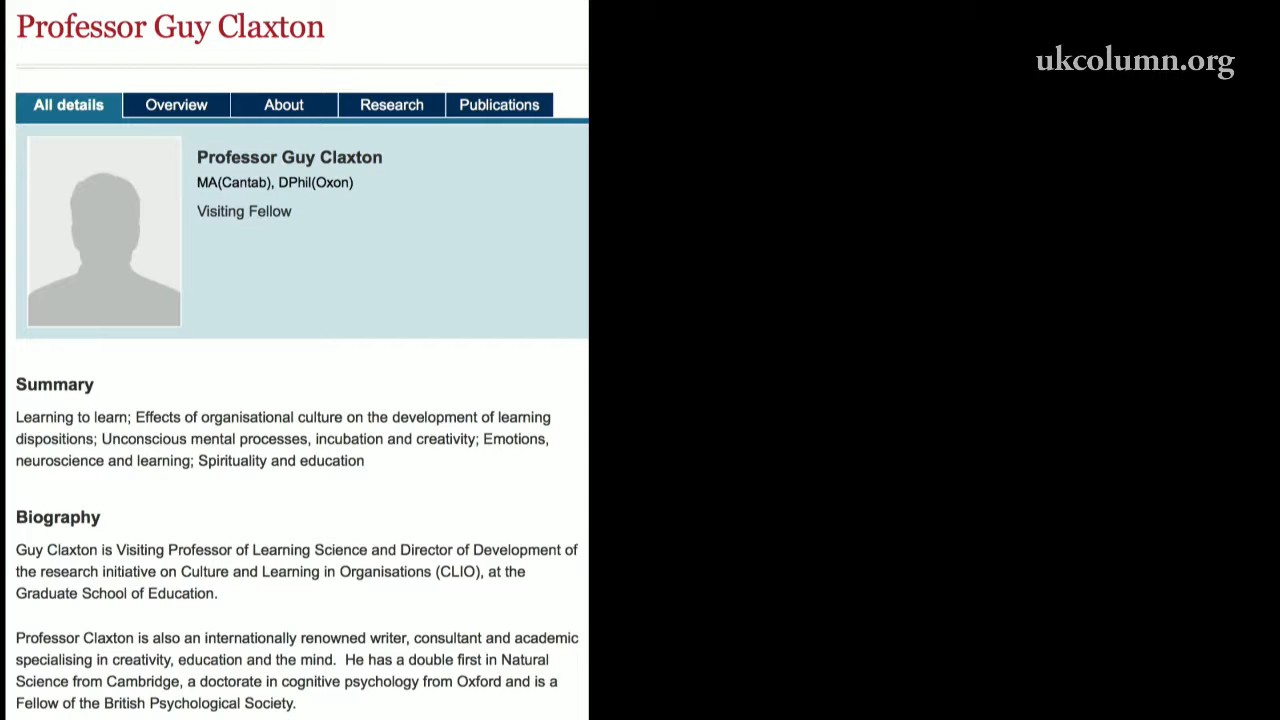 Professor Guy Claxton
ukcolumn.org
All details
Overview
About
Research
Publications
Professor Guy Claxton
MA(Cantab), DPhil(Oxon)
Visiting Fellow
Summary
Learning to learn; Effects of organisational culture on the development of learning
dispositions; Unconscious mental processes, incubation and creativity; Emotions,
neuroscience and learning; Spirituality and education
Biography
Guy Claxton is Visiting Professor of Learning Science and Director of Development of
the research initiative on Culture and Learning in Organisations (CLIO), at the
Graduate School of Education.
Professor Claxton is also an internationally renowned writer, consultant and academic
specialising in creativity, education and the mind.  He has a double first in Natural
Science from Cambridge, a doctorate in cognitive psychology from Oxford and is a
Fellow of the British Psychological Society.